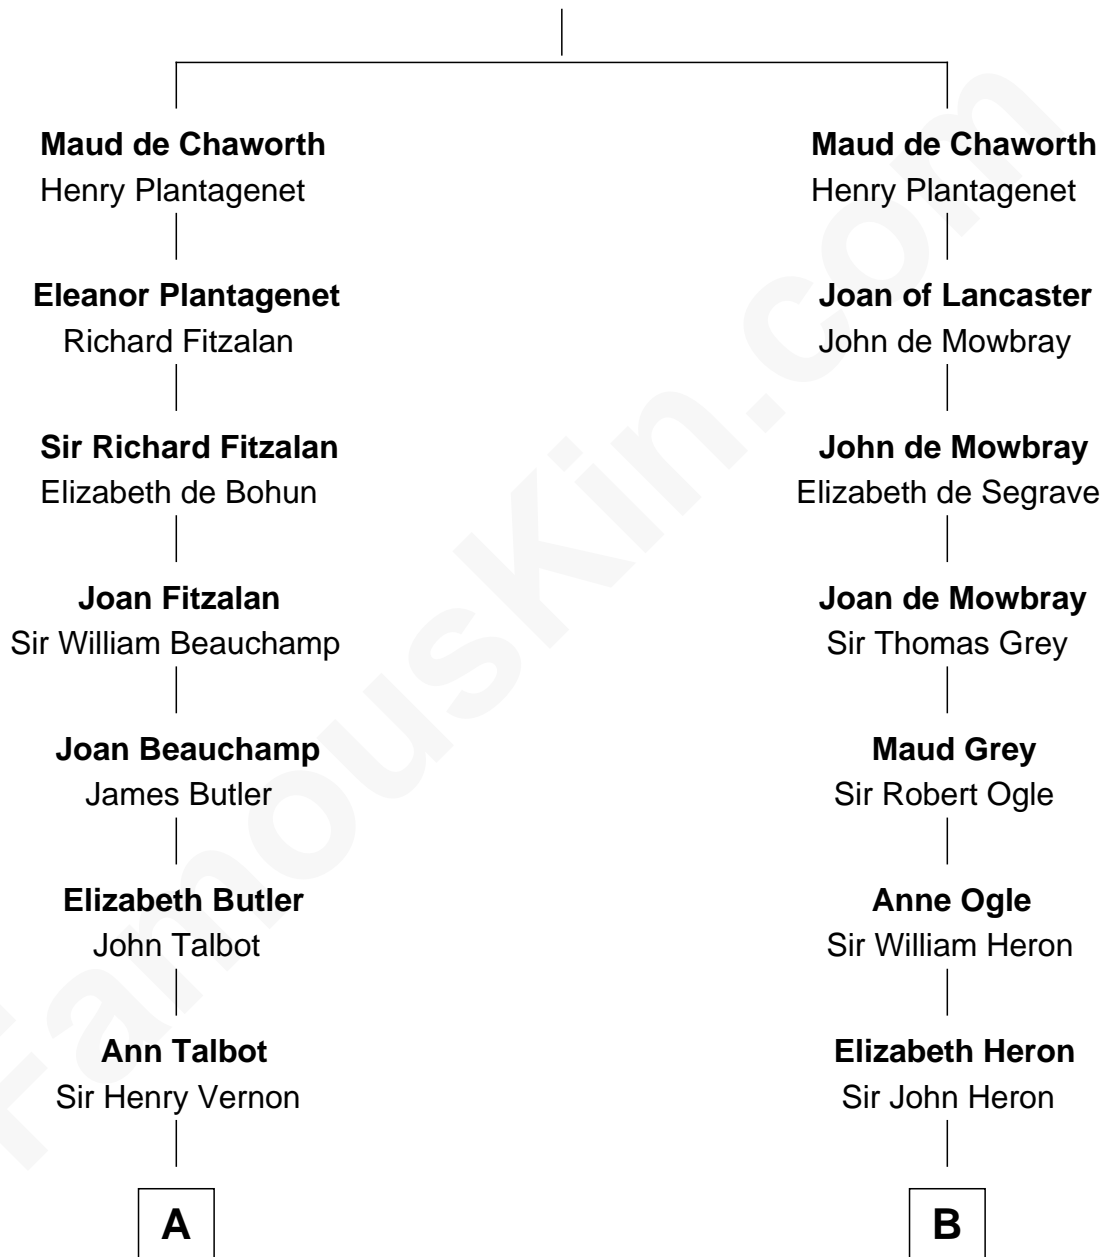 Maud de Chaworth
Henry Plantagenet
Eleanor Plantagenet
Richard Fitzalan
Sir Richard Fitzalan
Elizabeth de Bohun
Joan Fitzalan
Sir William Beauchamp
Joan Beauchamp
James Butler
Elizabeth Butler
John Talbot
Ann Talbot
Sir Henry Vernon
A
Maud de Chaworth
Henry Plantagenet
Joan of Lancaster
John de Mowbray
John de Mowbray
Elizabeth de Segrave
Joan de Mowbray
Sir Thomas Grey
Maud Grey
Sir Robert Ogle
Anne Ogle
Sir William Heron
Elizabeth Heron
Sir John Heron
B
FamousKin.com